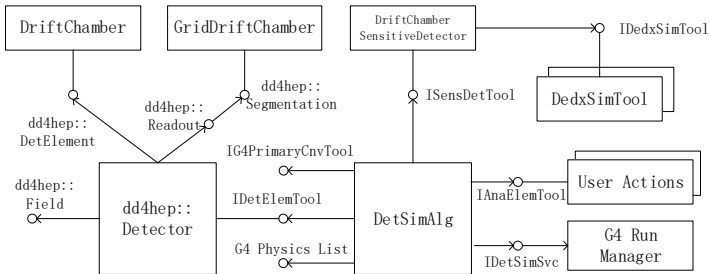 DriftChamber
GridDriftChamber
DriftChamber
SensitiveDetector
IDedxSimTool
dd4hep::
Segmentation
dd4hep::
Readout
dd4hep::
DetElement
ISensDetTool
DedxSimTool
IG4PrimaryCnvTool
dd4hep::
Field
dd4hep::
Detector
IDetElemTool
DetSimAlg
IAnaElemTool
User Actions
G4 Physics List
IDetSimSvc
G4 Run
Manager